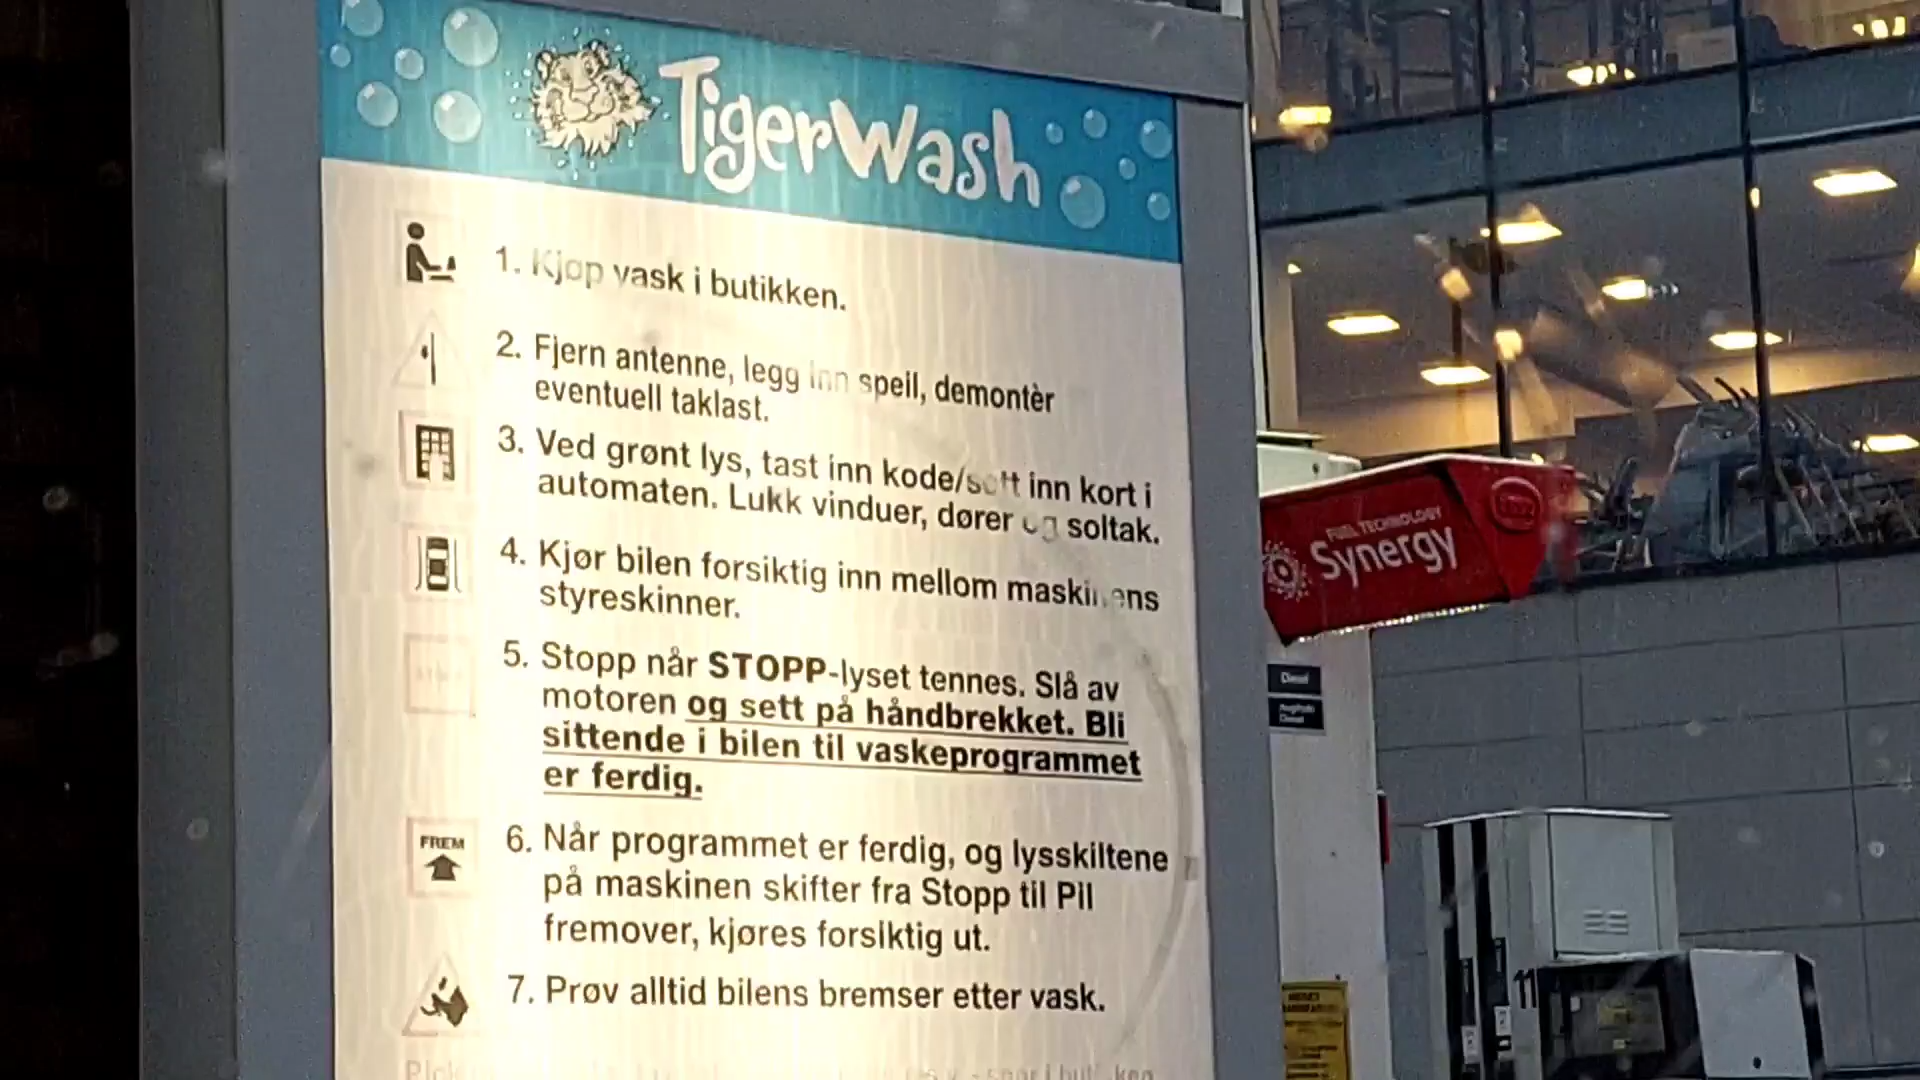 TigerWash
1. Kjøp vask i butikken.
2. Fjern antenne, legg inn speil, demontèr
eventuell taklast.
3. Ved grønt lys, tast inn kode/sett inn kort i
automaten. Lukk vinduer, dører og soltak.
4. Kjør bilen forsiktig inn mellom maskinens
styreskinner.
5. Stopp når STOPP-lyset tennes. Slå av
motoren og sett på håndbrekket. Bli
sittende i bilen til vaskeprogrammet
er ferdig.
FREM
6. Når programmet er ferdig, og lysskiltene
på maskinen skifter fra Stopp til Pil
fremover, kjøres forsiktig ut.
7. Prøv alltid bilens bremser etter vask.
FUEL TECHNOLOGY
Synergy
Esso
Diesel
Diesel
11